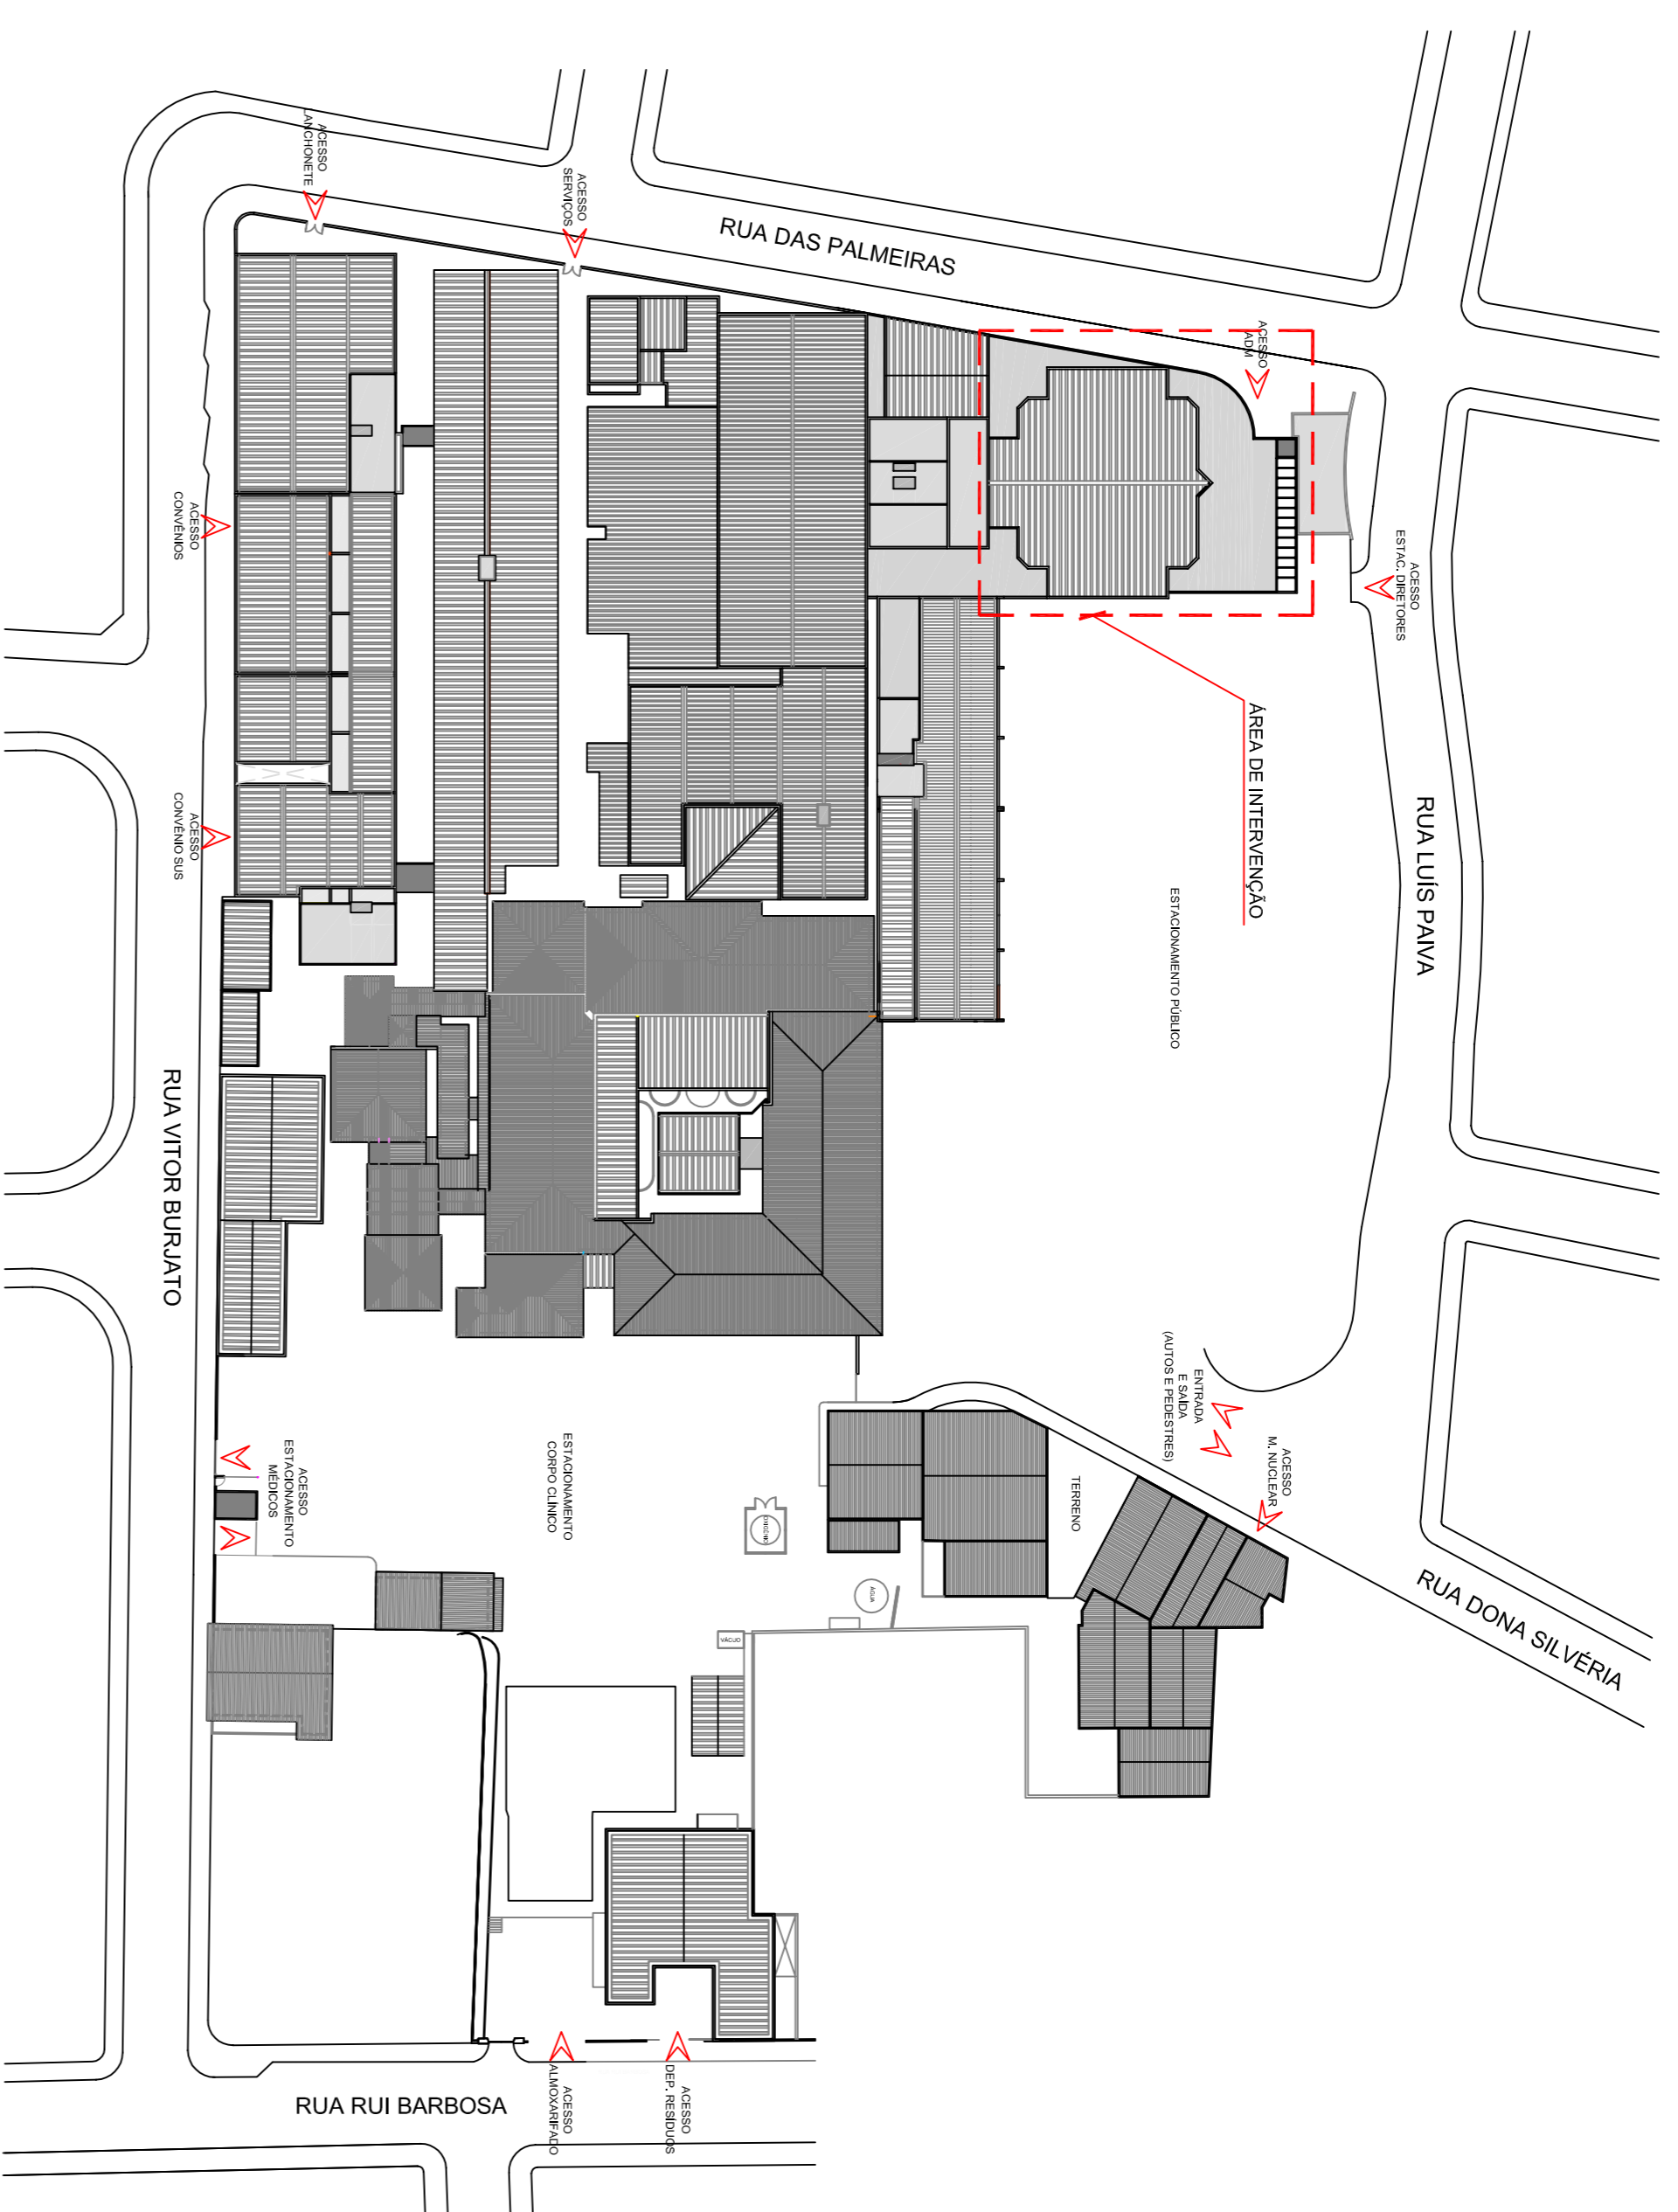 ACESSO
LANCHONETE
ACESSO
SERVIÇOS
RUA DAS PALMEIRAS
ACESSO
ADM
ACESSO
ESTAC. DIRETORES
ÁREA DE INTERVENÇÃO
RUA LUÍS PAIVA
ESTACIONAMENTO PÚBLICO
ACESSO
CONVÊNIOS
ACESSO
CONVÊNIO SUS
RUA VITOR BURJATO
ENTRADA
E SAÍDA
(AUTOS E PEDESTRES)
ACESSO
M. NUCLEAR
TERRENO
RUA DONA SILVÉRIA
ACESSO
ESTACIONAMENTO
MÉDICOS
ESTACIONAMENTO
CORPO CLÍNICO
OXIGÊNIO
ÁGUA
VÁCUO
RUA RUI BARBOSA
ACESSO
ALMOXARIFADO
ACESSO
DEP. RESÍDUOS